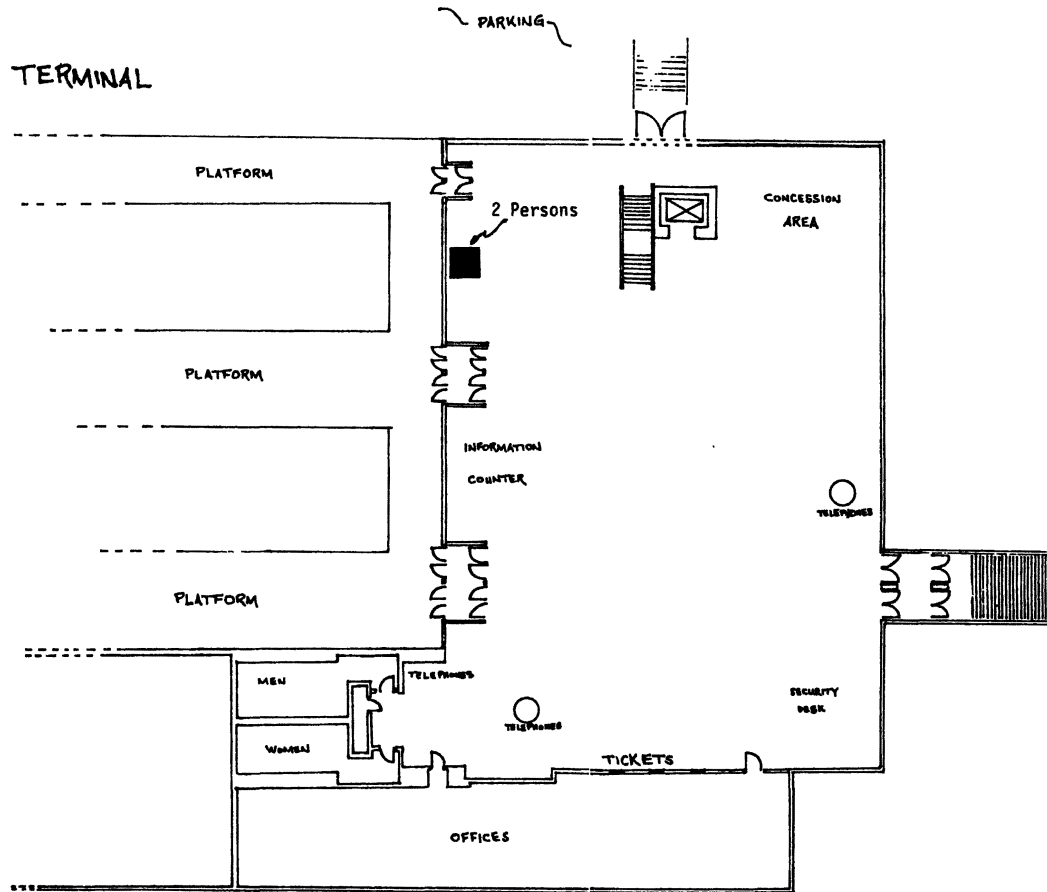 PARKING
TERMINAL
PLATFORM
2 Persons
CONCESSION
AREA
PLATFORM
INFORMATION
COUNTER
TELEPHONES
PLATFORM
MEN
TELEPHONES
SECURITY
DESK
TELEPHONES
WOMEN
TICKETS
OFFICES